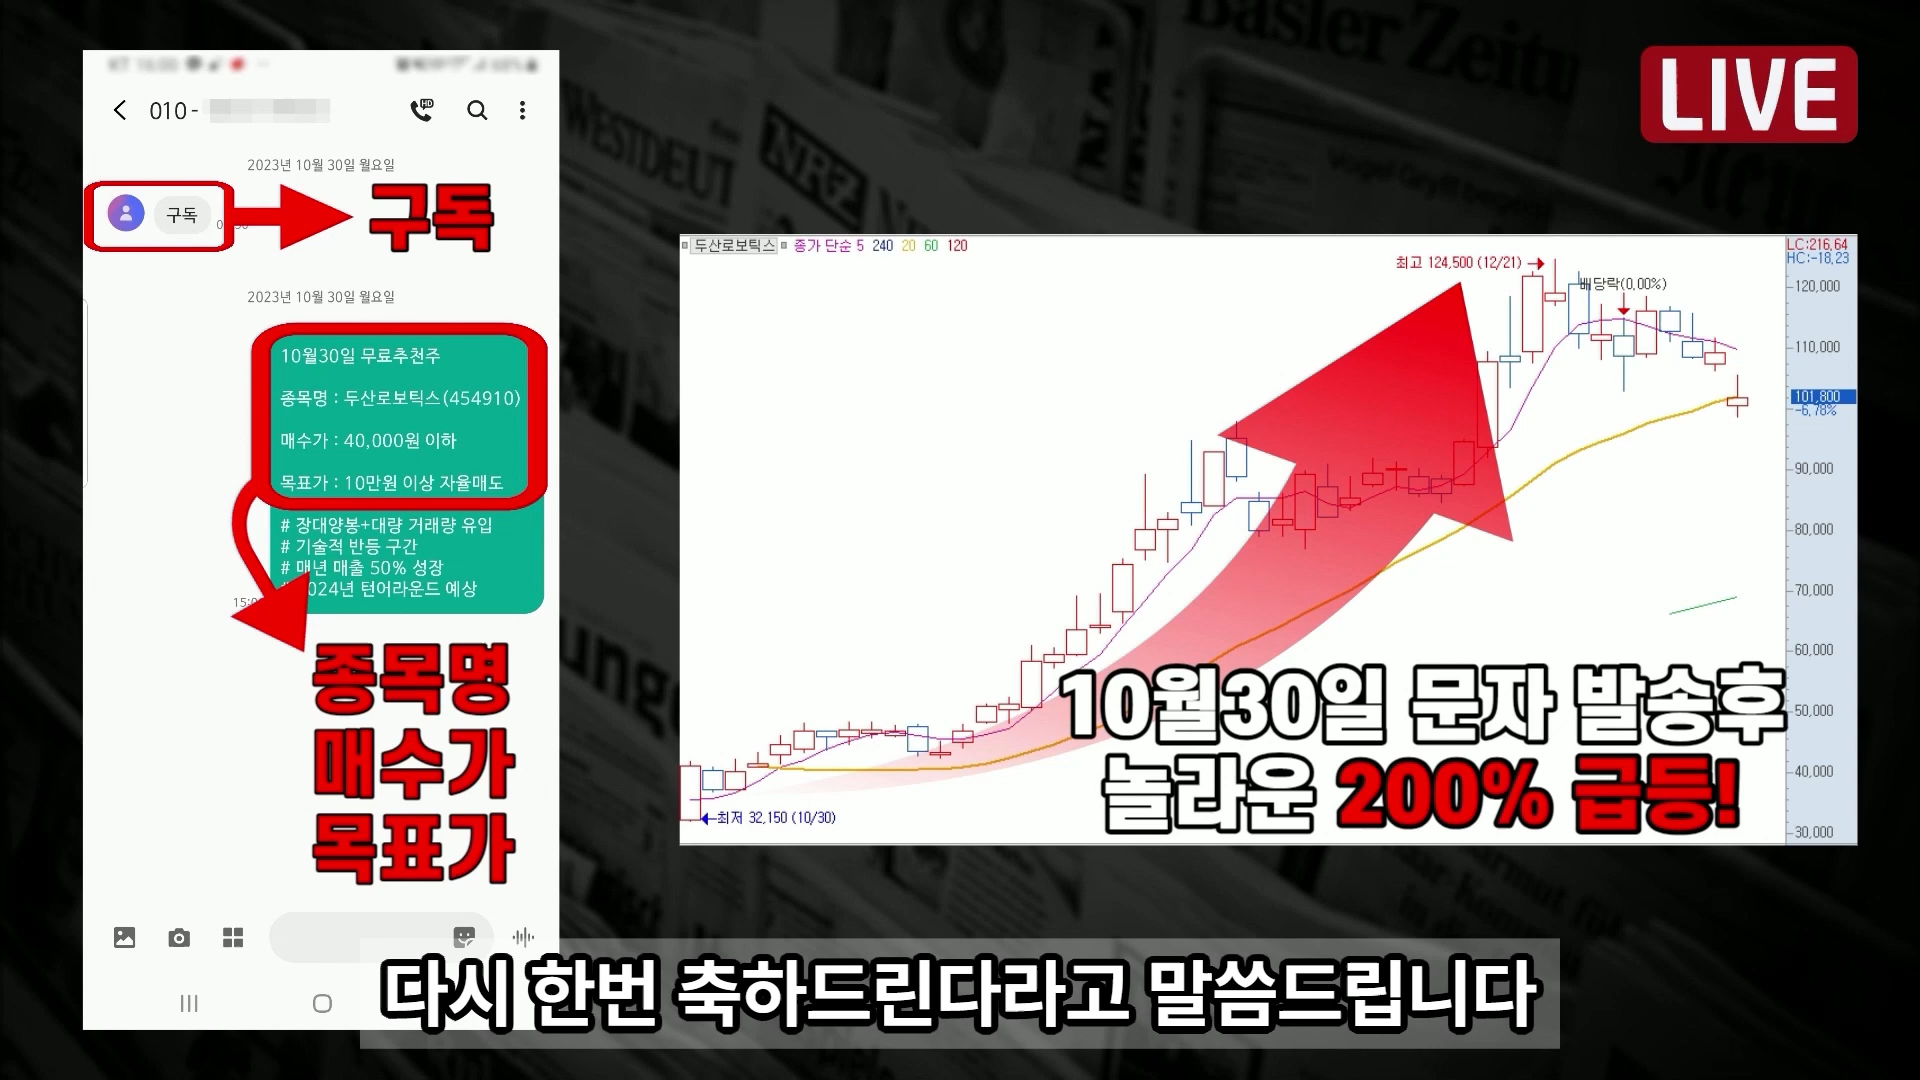 LIVE
Basler Zeitu
WESTDEUT
NRZ
010-
2023년 10월 30일 월요일
구독
구독
2023년 10월 30일 월요일
10월30일 무료추천주
종목명 : 두산로보틱스(454910)
매수가 : 40,000원 이하
목표가 : 10만원 이상 자율매도
# 장대양봉+대량 거래량 유입
# 기술적 반등 구간
# 매년 매출 50% 성장
024년 턴어라운드 예상
종목명
매수가
목표가
두산로보틱스 종가 단순 5 240 20 60 120
LC:216,64
HC:-18,23
최고 124,500 (12/21)
배당락(0,00%)
120,000
110,000
101,800
-6,78%
90,000
80,000
70,000
60,000
50,000
40,000
30,000
최저 32,150 (10/30)
10월30일 문자 발송후
놀라운 200% 급등!
다시 한번 축하드린다라고 말씀드립니다